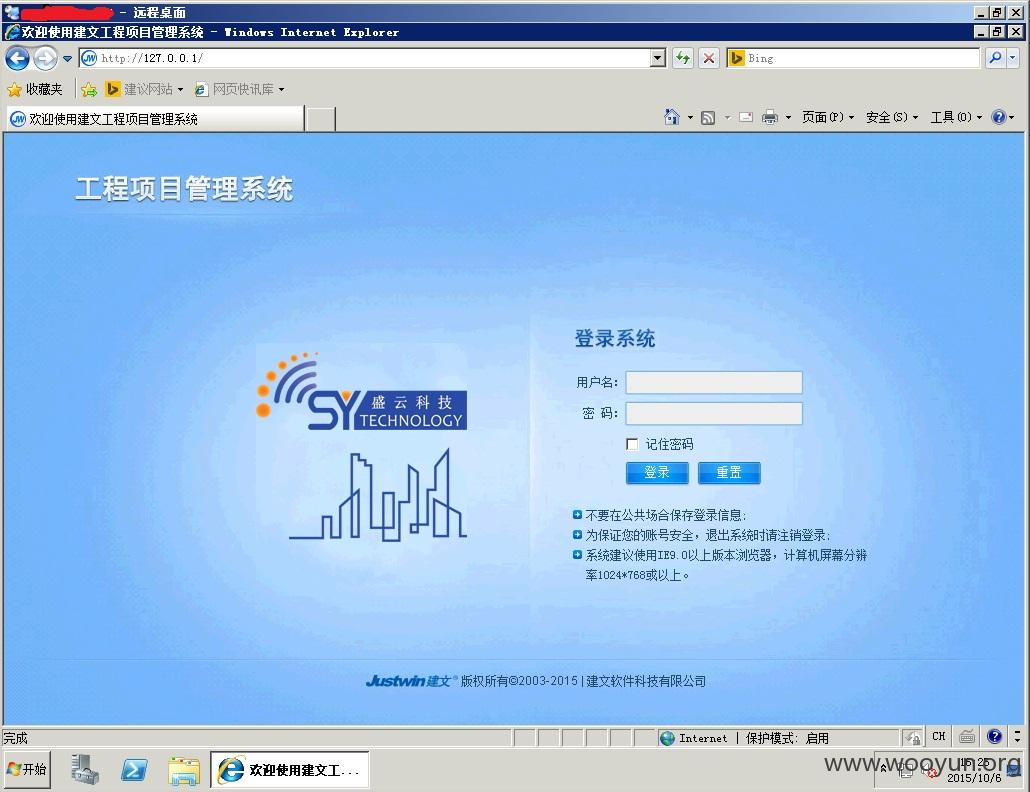 - 远程桌面
欢迎使用建文工程项目管理系统 - Windows Internet Explorer
http://127.0.0.1/
Bing
收藏夹 建议网站 网页快讯库
欢迎使用建文工程项目管理系统
页面(P) 安全(S) 工具(O)
工程项目管理系统
登录系统
用户名:
密 码:
记住密码
登录 重置
SY 盛云科技
TECHNOLOGY
不要在公共场合保存登录信息;
为保证您的账号安全，退出系统时请注销登录;
系统建议使用IE9.0以上版本浏览器，计算机屏幕分辨
率1024*768或以上。
Justwin建文® 版权所有©2003-2015 | 建文软件科技有限公司
完成
Internet | 保护模式: 启用
CH
开始
欢迎使用建文工...
www.wooyun.org
2015/10/6